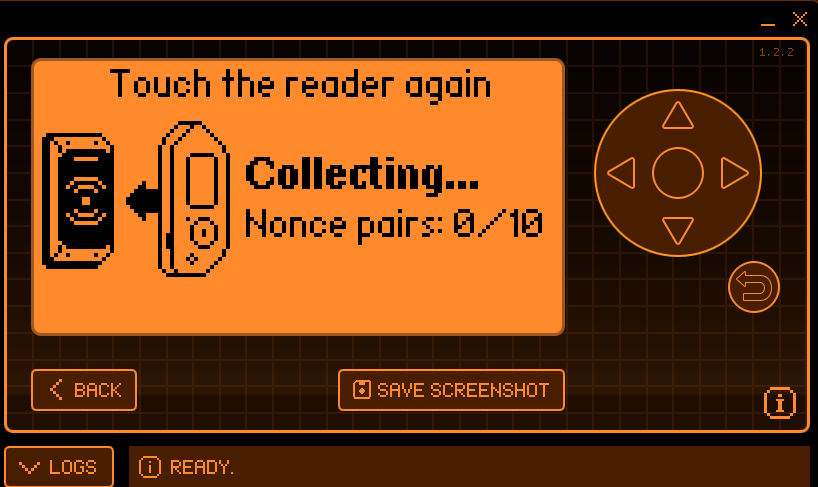 1.2.2
Touch the reader again
Collecting...
Nonce pairs: 0/10
BACK
SAVE SCREENSHOT
LOGS
READY.